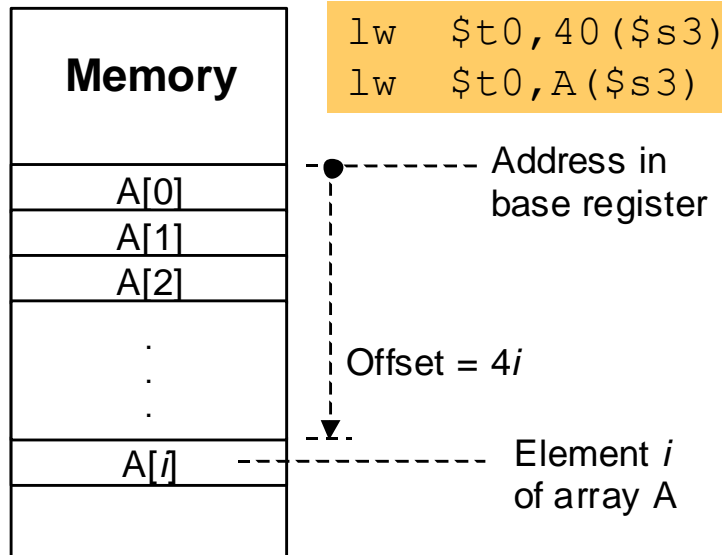 lw $t0,40($s3)
lw $t0,A($s3)
Memory
A[0]
A[1]
A[2]
.
.
.
A[i]
Address in
base register
Offset = 4i
Element i
of array A